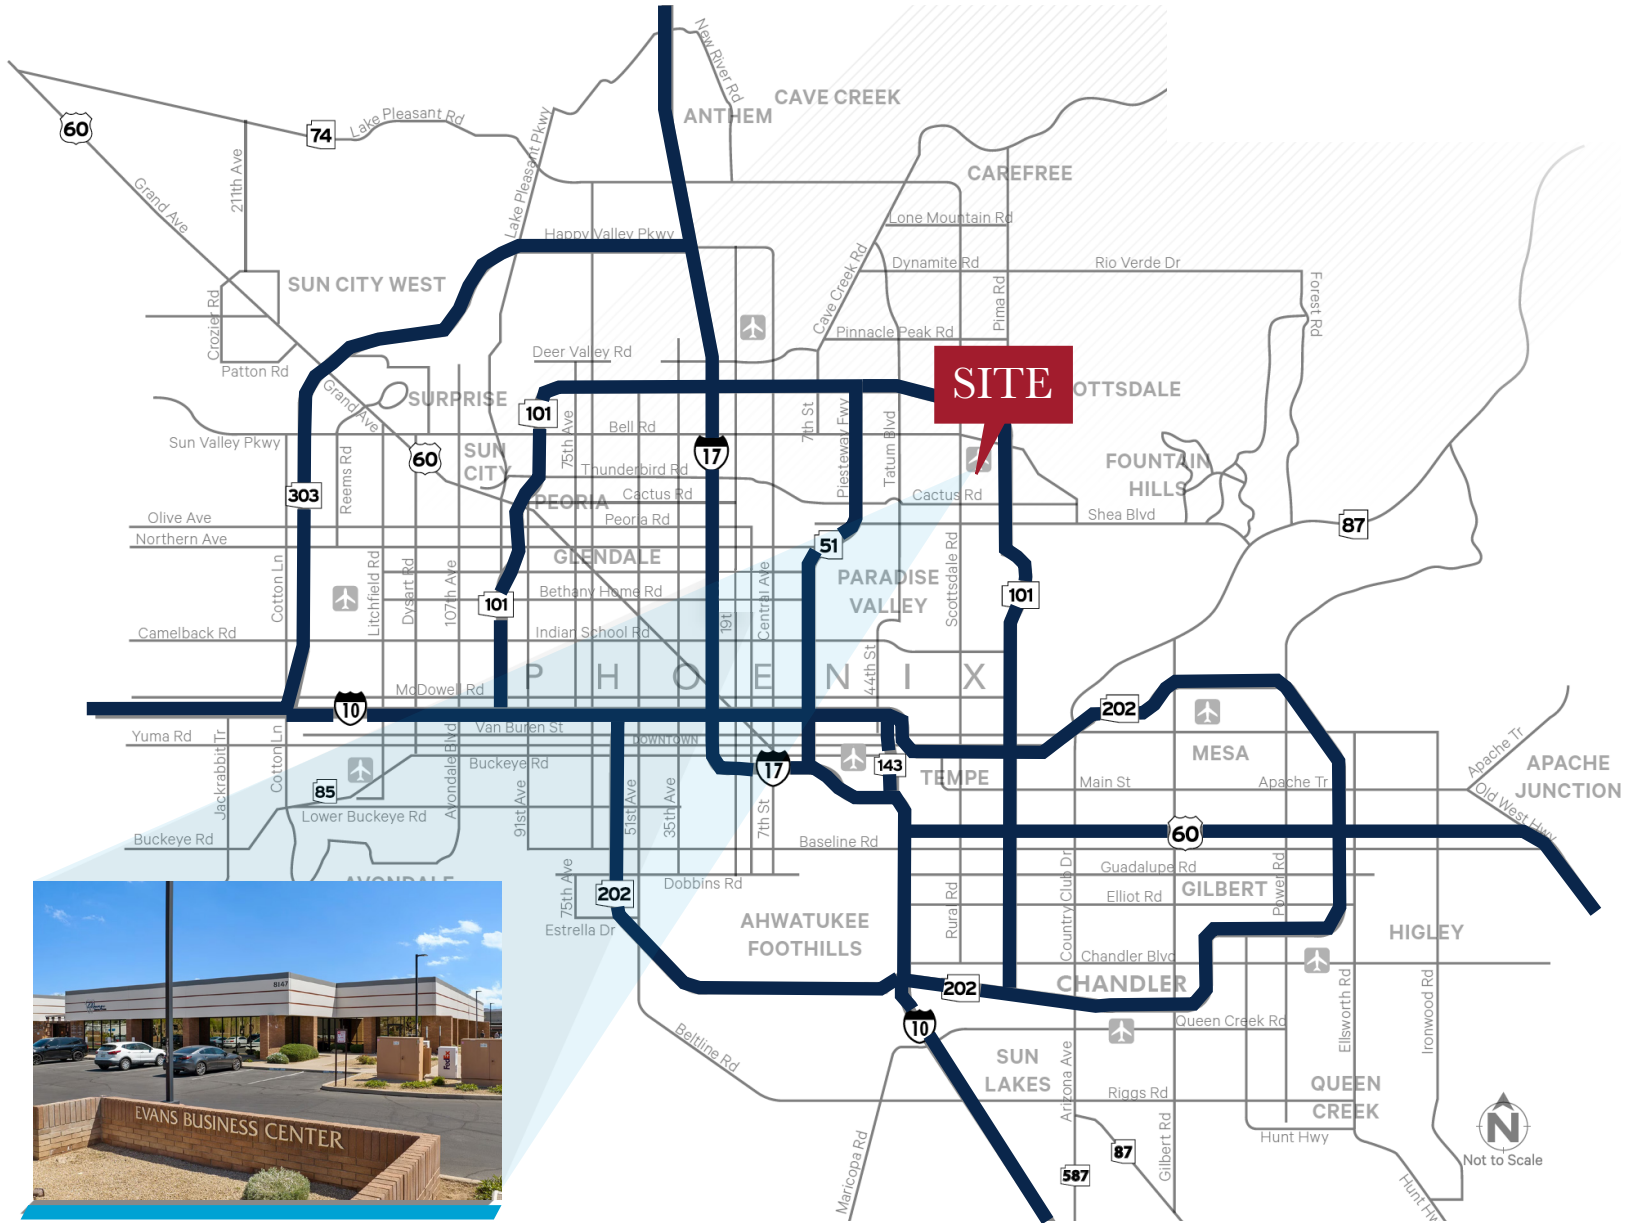 New River Rd
CAVE CREEK
ANTHEM
60
74
Lake Pleasant Rd
Lake Pleasant Pkwy
211th Ave
Grand Ave
CAREFREE
Lone Mountain Rd
Happy Valley Pkwy
Cave Creek Rd
Dynamite Rd
Rio Verde Dr
SUN CITY WEST
Crozier Rd
Pima Rd
Forest Rd
Pinnacle Peak Rd
Deer Valley Rd
Patton Rd
SITE
OTTSDALE
Grand Ave
SURPRISE
101
75th Ave
Bell Rd
7th St
Piesteway Fwy
Tatum Blvd
Sun Valley Pkwy
60
SUN
CITY
17
Thunderbird Rd
FOUNTAIN
HILLS
303
Reems Rd
PEORIA
Cactus Rd
Cactus Rd
Olive Ave
Peoria Rd
Shea Blvd
87
Northern Ave
GLENDALE
51
Cotton Ln
Litchfield Rd
Dysart Rd
107th Ave
101
Bethany Home Rd
19t
Central Ave
PARADISE
VALLEY
Scottsdale Rd
101
Camelback Rd
Indian School Rd
44th St
PHOENIX
McDowell Rd
10
202
Van Buren St
Yuma Rd
DOWNTOWN
Jackrabbit Tr
Cotton Ln
Avondale Blvd
Buckeye Rd
17
143
TEMPE
MESA
Apache Tr
APACHE
JUNCTION
85
91st Ave
51st Ave
35th Ave
7th St
Main St
Apache Tr
Old West Hwy
Lower Buckeye Rd
Buckeye Rd
Baseline Rd
60
AVONDALE
75th Ave
202
Dobbins Rd
Rural Rd
Country Club Dr
Guadalupe Rd
Elliot Rd
GILBERT
Power Rd
Estrella Dr
AHWATUKEE
FOOTHILLS
HIGLEY
Chandler Blvd
CHANDLER
202
Ellsworth Rd
Ironwood Rd
8147
10
Queen Creek Rd
Beltline Rd
SUN
LAKES
Arizona Ave
Riggs Rd
QUEEN
CREEK
FedEx
EVANS BUSINESS CENTER
Maricopa Rd
87
587
Gilbert Rd
Hunt Hwy
N
Not to Scale
Hunt Hw